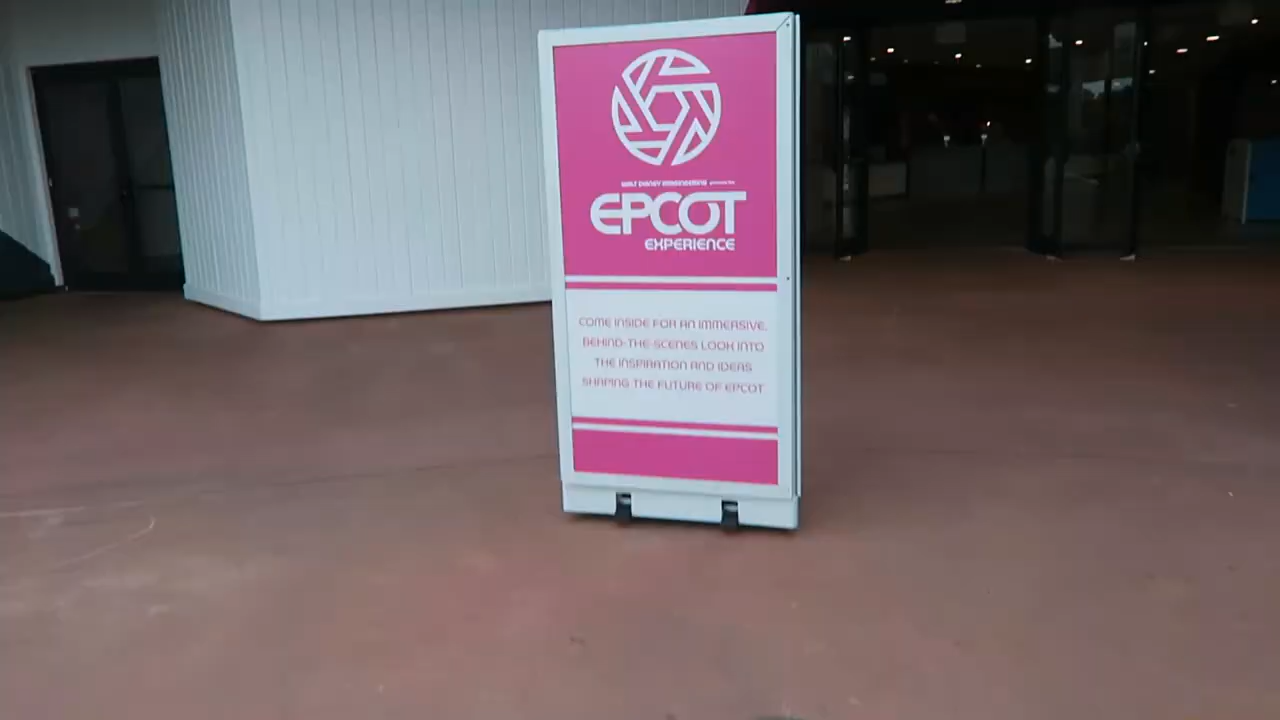 WALT DISNEY IMAGINEERING presents the
EPCOT
EXPERIENCE
COME INSIDE FOR AN IMMERSIVE,
BEHIND-THE-SCENES LOOK INTO
THE INSPIRATION AND IDEAS
SHAPING THE FUTURE OF EPCOT